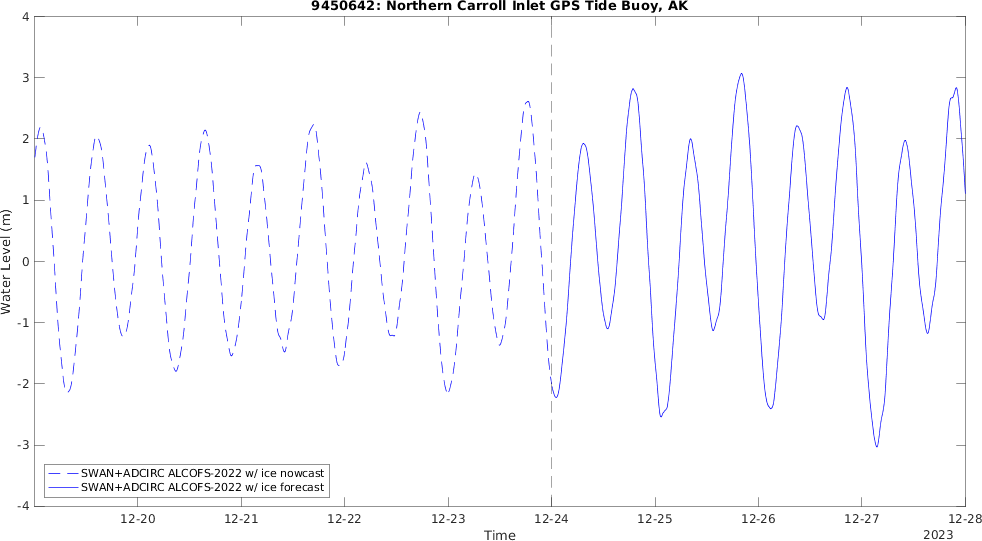 9450642: Northern Carroll Inlet GPS Tide Buoy, AK
4
3
2
1
0
-1
-2
-3
-4
Water Level (m)
SWAN+ADCIRC ALCOFS-2022 w/ ice nowcast
SWAN+ADCIRC ALCOFS-2022 w/ ice forecast
12-20 12-21 12-22 12-23 12-24 12-25 12-26 12-27 12-28
Time
2023